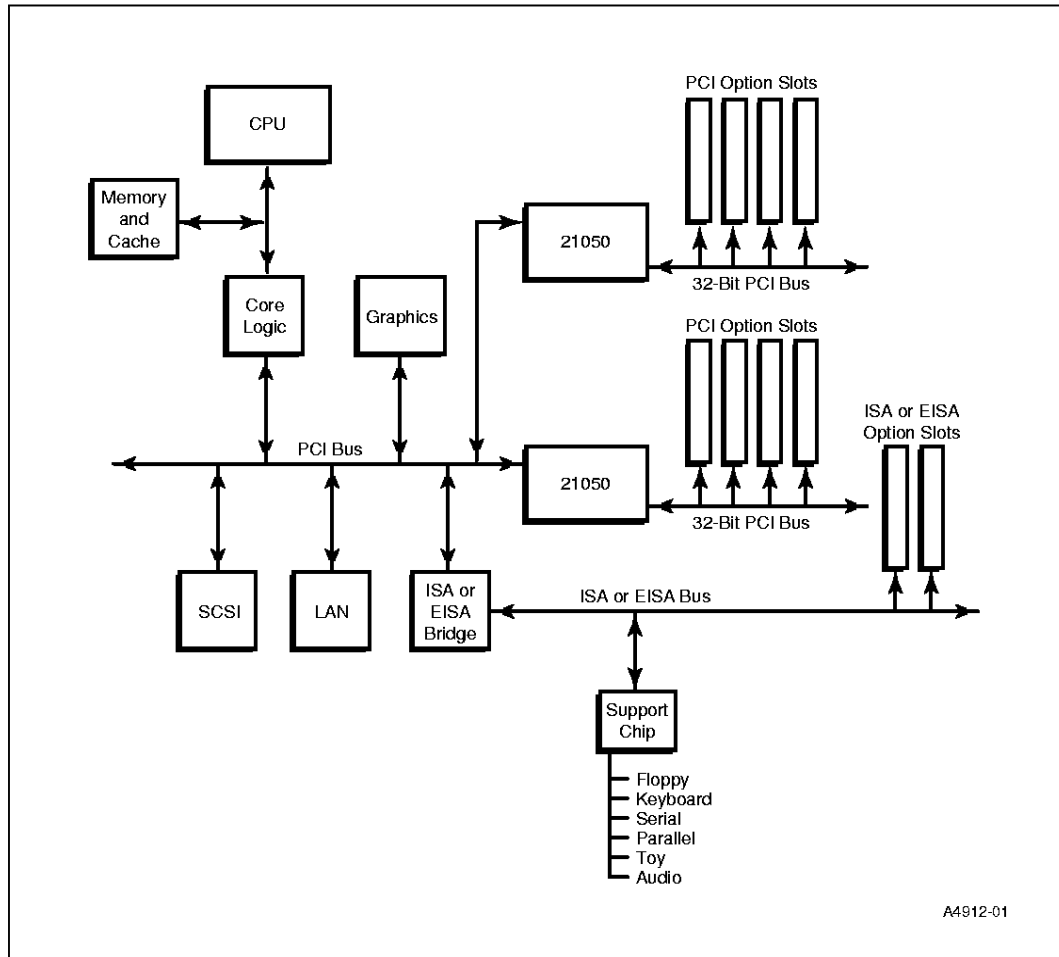 PCI Option Slots
CPU
Memory
and
Cache
21050
32-Bit PCI Bus
Core
Logic
Graphics
PCI Option Slots
ISA or EISA
Option Slots
PCI Bus
21050
32-Bit PCI Bus
SCSI
LAN
ISA or
EISA
Bridge
ISA or EISA Bus
Support
Chip
Floppy
Keyboard
Serial
Parallel
Toy
Audio
A4912-01